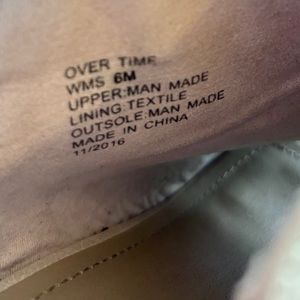 OVER TIME
WMS 6M
UPPER:MAN MADE
LINING:TEXTILE
OUTSOLE:MAN MADE
MADE IN CHINA
11/2016